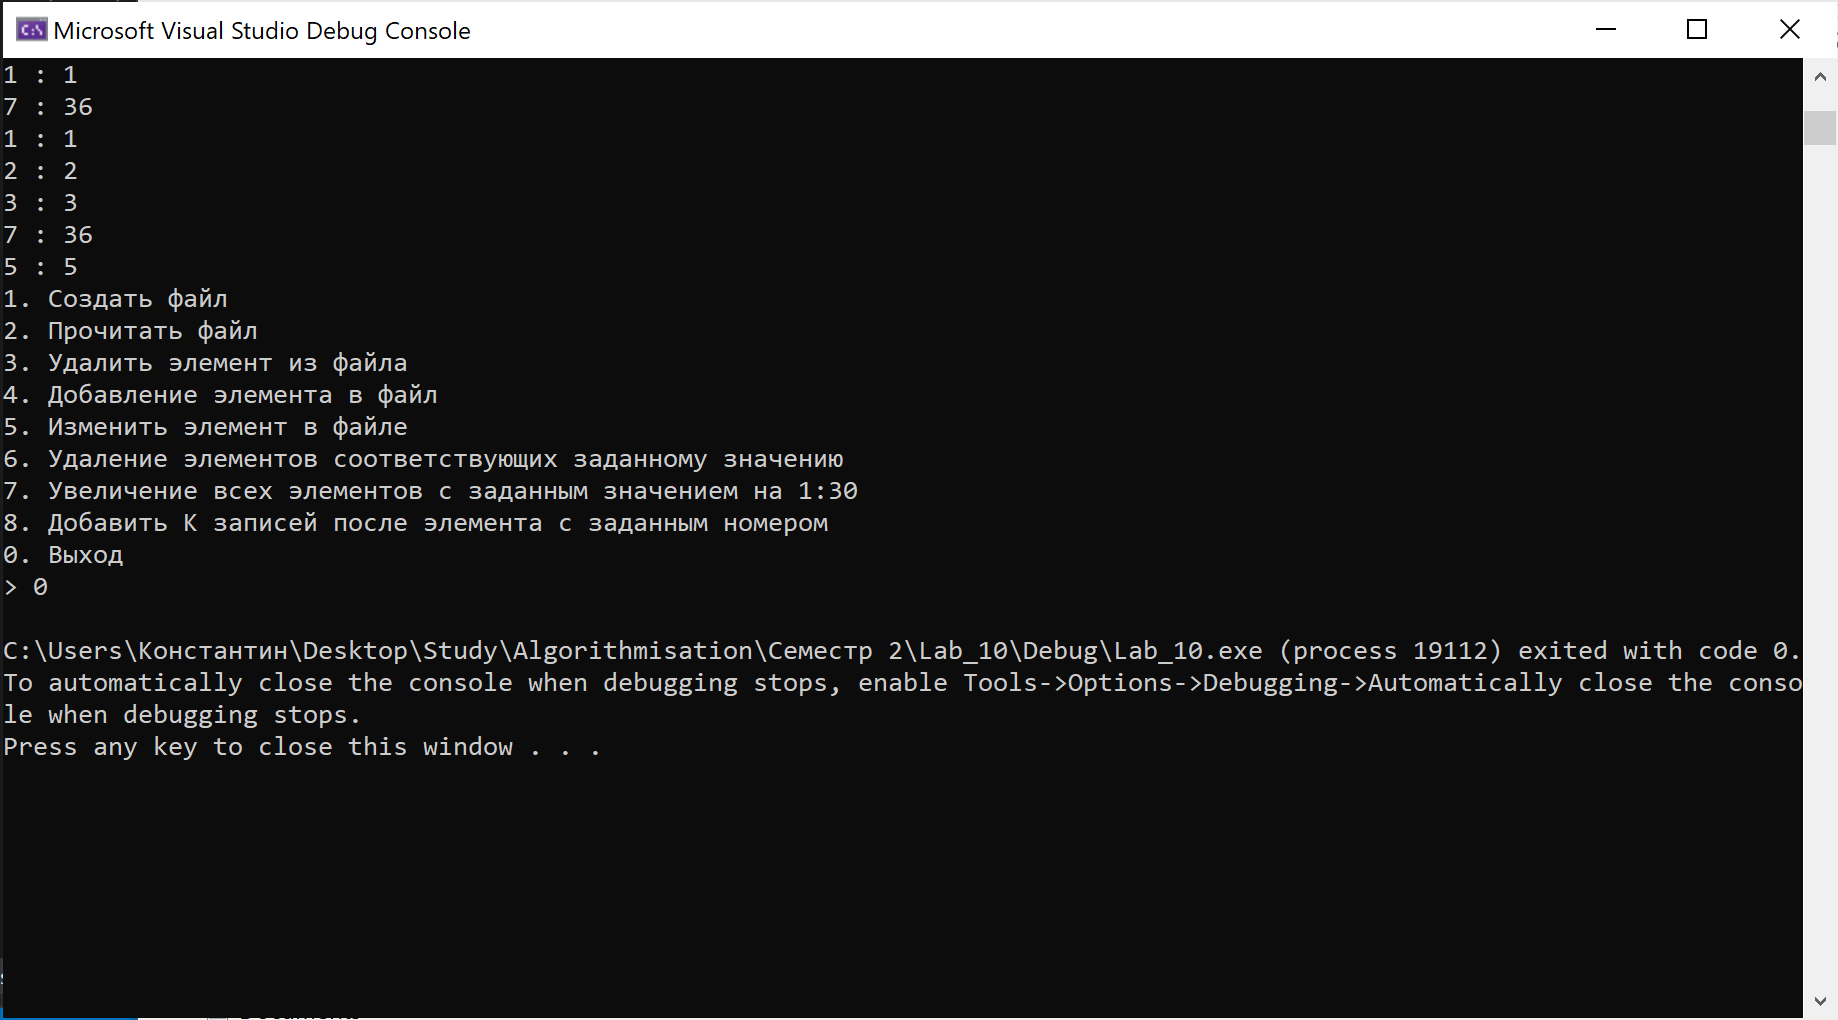 Microsoft Visual Studio Debug Console
1 : 1
7 : 36
1 : 1
2 : 2
3 : 3
7 : 36
5 : 5
1. Создать файл
2. Прочитать файл
3. Удалить элемент из файла
4. Добавление элемента в файл
5. Изменить элемент в файле
6. Удаление элементов соответствующих заданному значению
7. Увеличение всех элементов с заданным значением на 1:30
8. Добавить К записей после элемента с заданным номером
0. Выход
> 0
C:\Users\Константин\Desktop\Study\Algorithmisation\Семестр 2\Lab_10\Debug\Lab_10.exe (process 19112) exited with code 0.
To automatically close the console when debugging stops, enable Tools->Options->Debugging->Automatically close the conso
le when debugging stops.
Press any key to close this window . . .